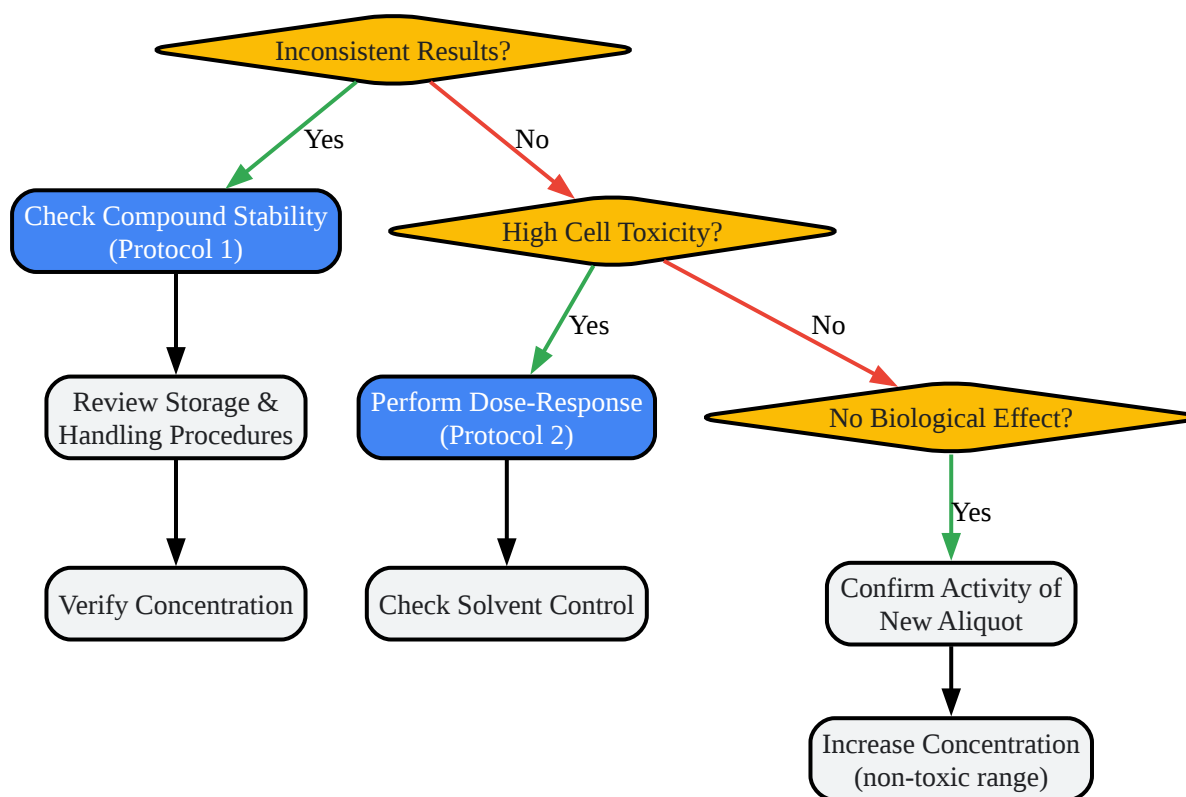 Inconsistent Results?
Yes
No
Check Compound Stability
(Protocol 1)
High Cell Toxicity?
Yes
No
Review Storage &
Handling Procedures
Perform Dose-Response
(Protocol 2)
No Biological Effect?
Yes
Verify Concentration
Check Solvent Control
Confirm Activity of
New Aliquot
Increase Concentration
(non-toxic range)